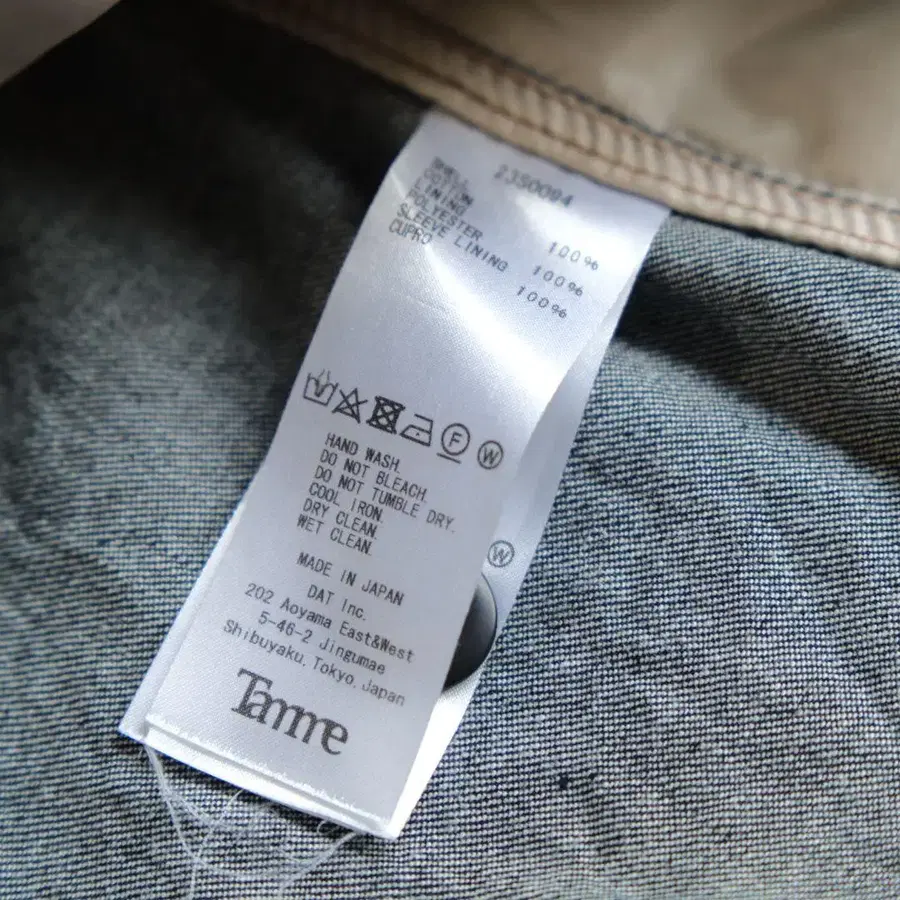 2350094
SHELL
COTTON 100%
LINING
POLYESTER 100%
SLEEVE LINING
CUPRO 100%
F W
HAND WASH.
DO NOT BLEACH.
DO NOT TUMBLE DRY.
COOL IRON.
DRY CLEAN.
WET CLEAN.
W
MADE IN JAPAN
DAT Inc.
202 Aoyama East&West
5-46-2 Jingumae
Shibuyaku. Tokyo. Japan
Tamme